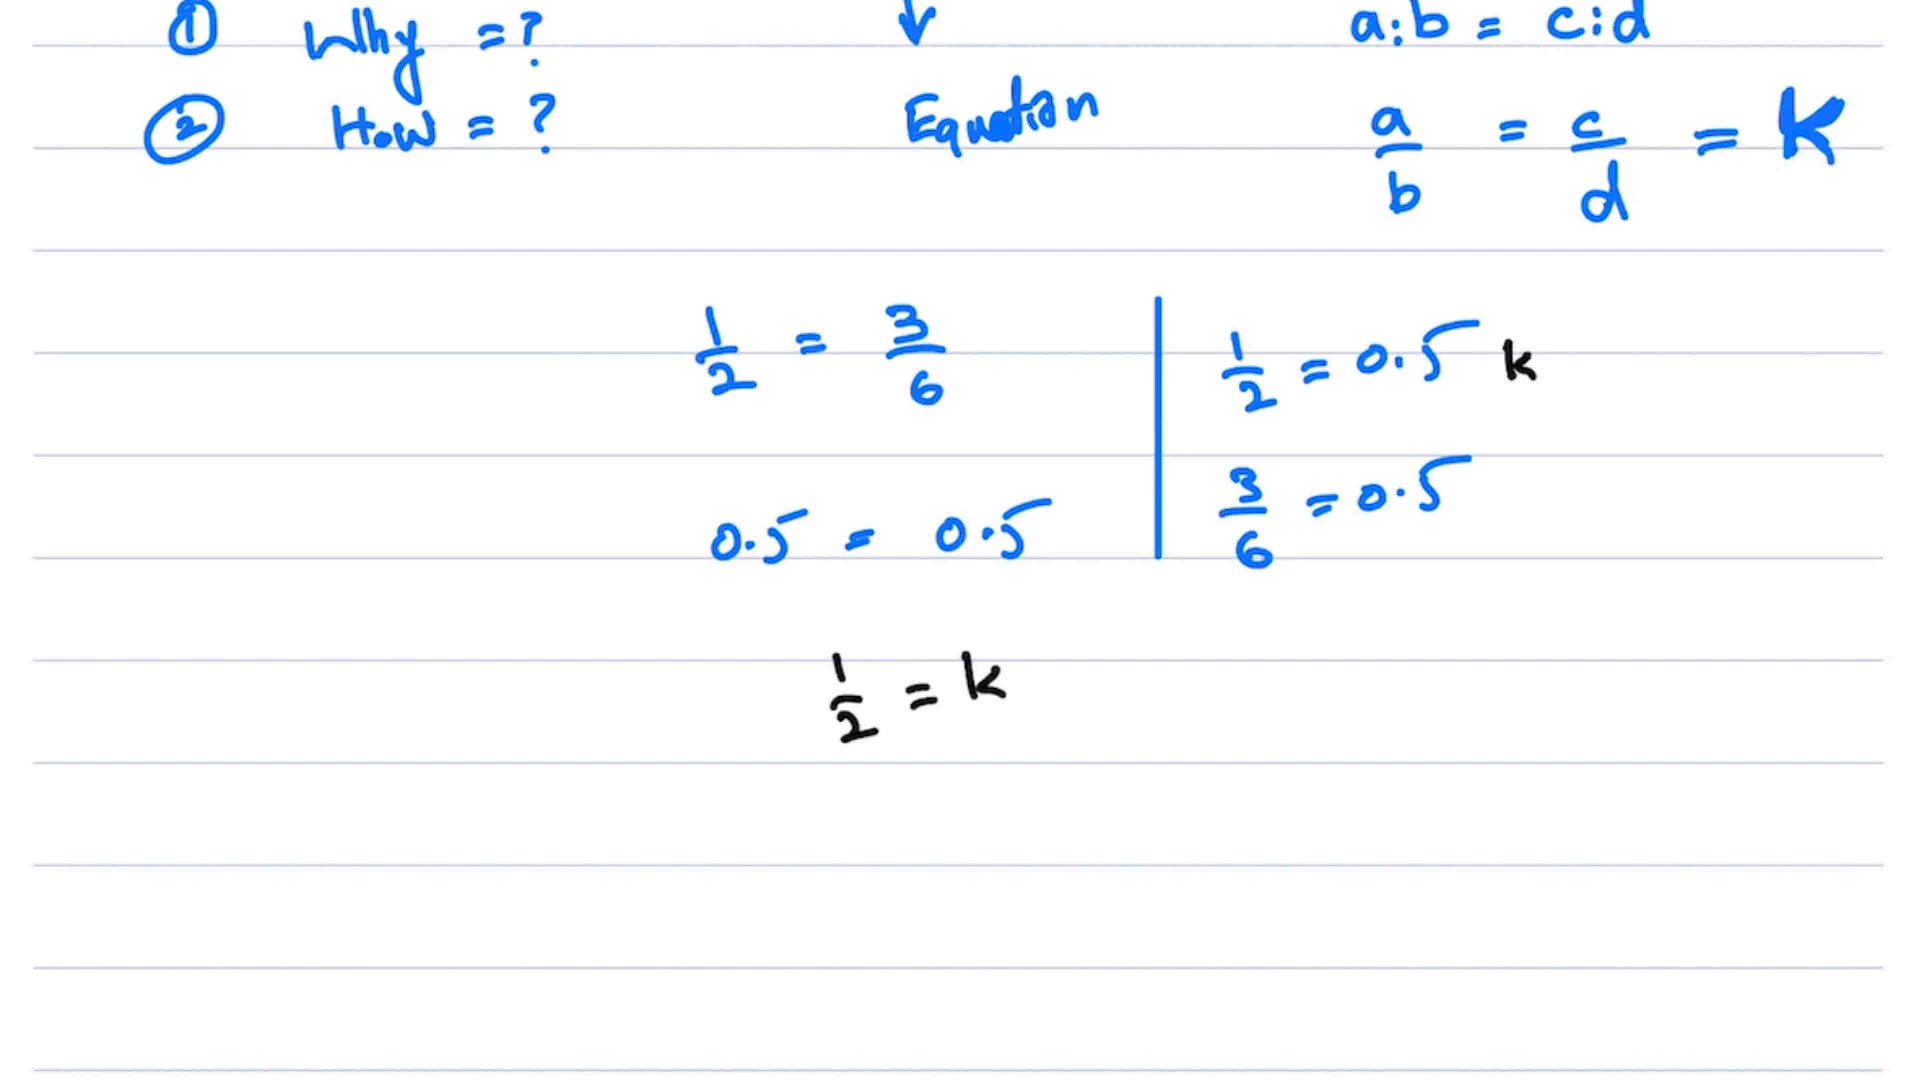 ① Why = ? ↓ a:b = c:d
② How = ? Equation a/b = c/d = K
1/2 = 3/6 1/2 = 0.5 k
0.5 = 0.5 3/6 = 0.5
1/2 = k